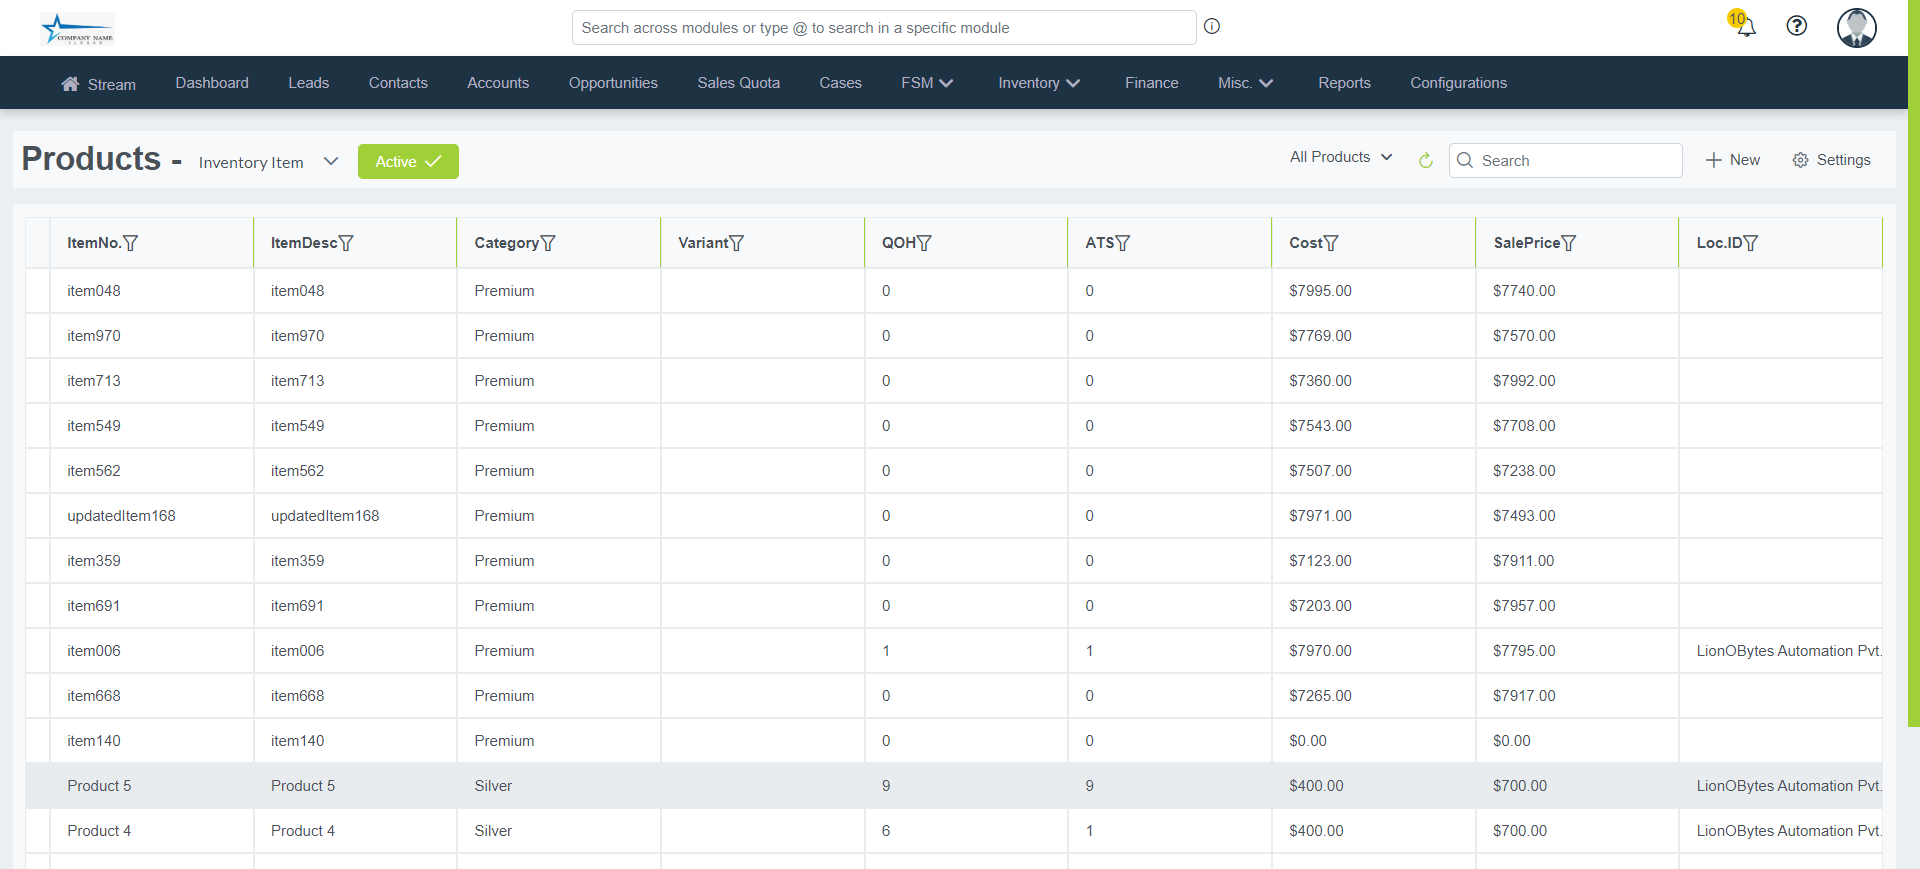 COMPANY NAME
Search across modules or type @ to search in a specific module
10
Stream Dashboard Leads Contacts Accounts Opportunities Sales Quota Cases FSM Inventory Finance Misc. Reports Configurations
Products - Inventory Item Active All Products Search New Settings
ItemNo. ItemDesc Category Variant QOH ATS Cost SalePrice Loc.ID
item048 item048 Premium 0 0 $7995.00 $7740.00
item970 item970 Premium 0 0 $7769.00 $7570.00
item713 item713 Premium 0 0 $7360.00 $7992.00
item549 item549 Premium 0 0 $7543.00 $7708.00
item562 item562 Premium 0 0 $7507.00 $7238.00
updatedItem168 updatedItem168 Premium 0 0 $7971.00 $7493.00
item359 item359 Premium 0 0 $7123.00 $7911.00
item691 item691 Premium 0 0 $7203.00 $7957.00
item006 item006 Premium 1 1 $7970.00 $7795.00 LionOBytes Automation Pvt.
item668 item668 Premium 0 0 $7265.00 $7917.00
item140 item140 Premium 0 0 $0.00 $0.00
Product 5 Product 5 Silver 9 9 $400.00 $700.00 LionOBytes Automation Pvt.
Product 4 Product 4 Silver 6 1 $400.00 $700.00 LionOBytes Automation Pvt.